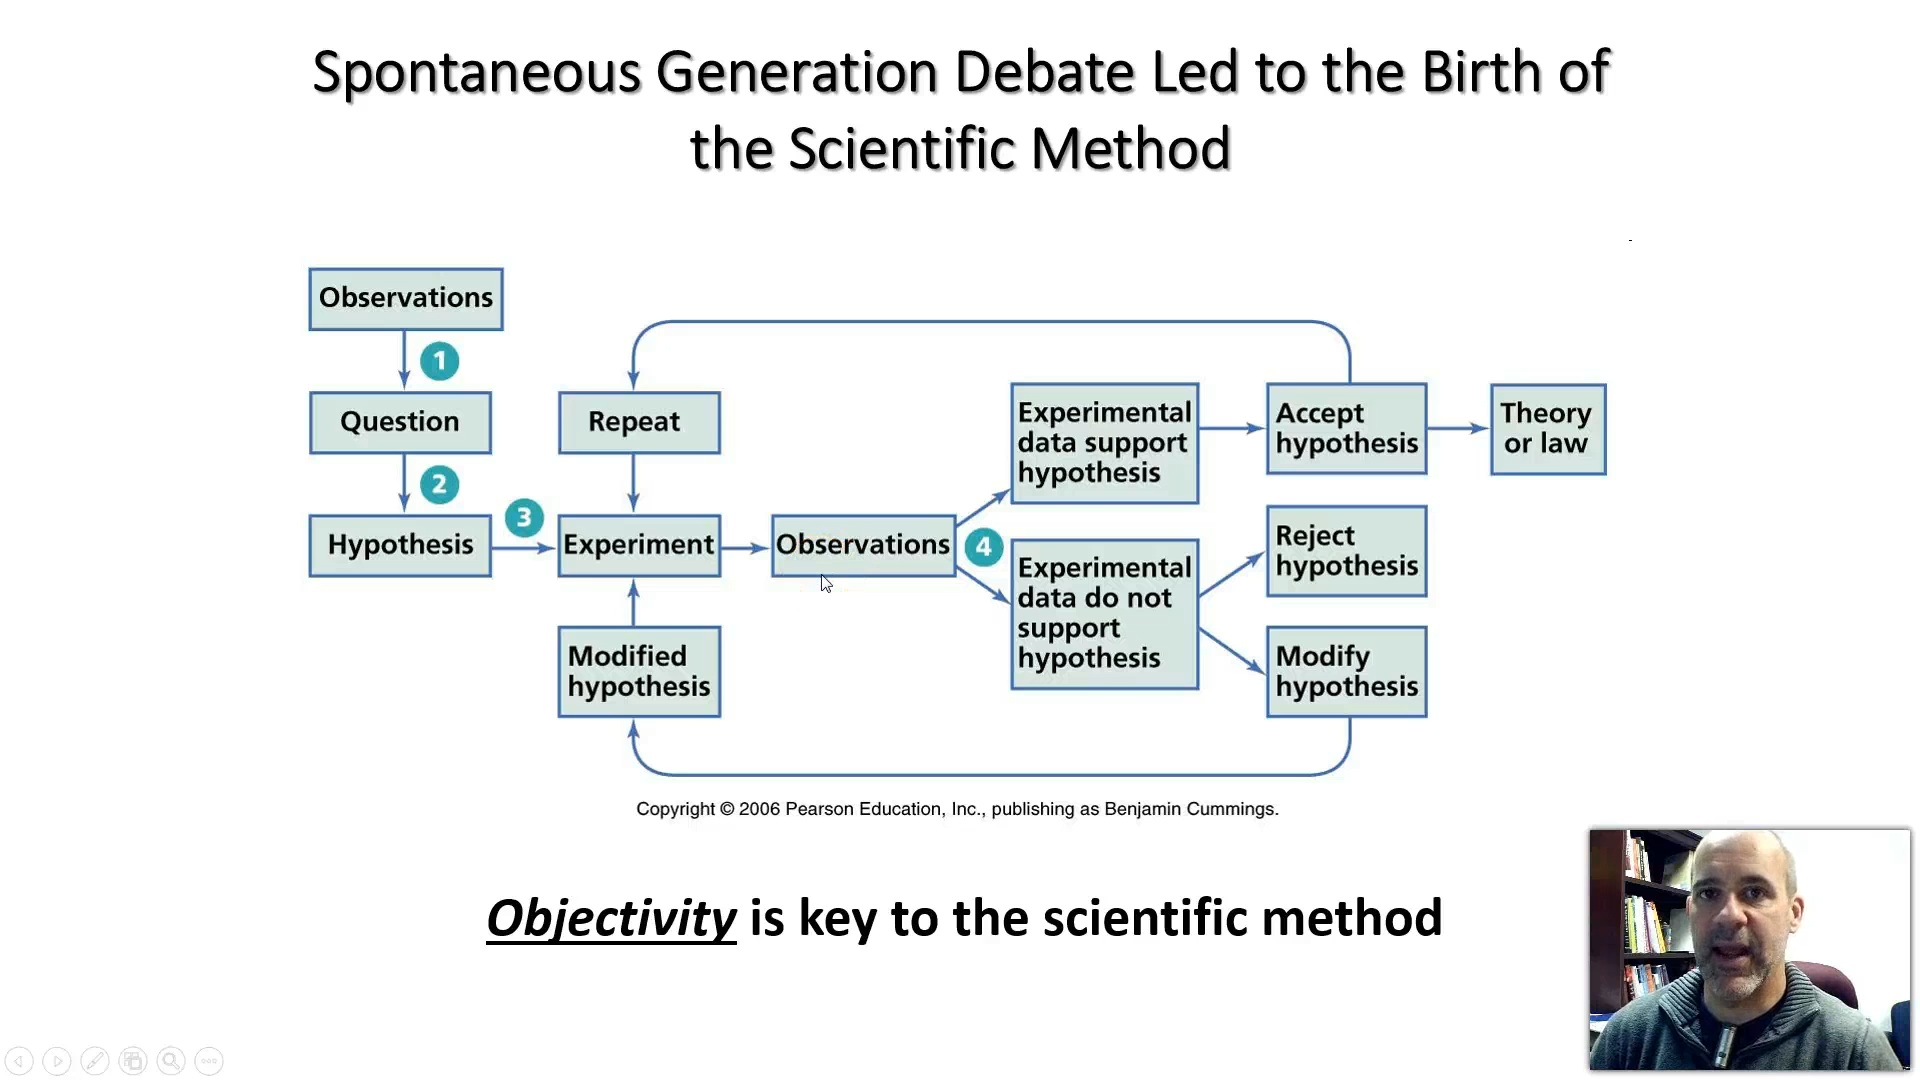 Spontaneous Generation Debate Led to the Birth of
the Scientific Method
Observations
1
Question
2
Hypothesis
3
Repeat
Experiment
Modified
hypothesis
Observations
4
Experimental
data support
hypothesis
Experimental
data do not
support
hypothesis
Accept
hypothesis
Theory
or law
Reject
hypothesis
Modify
hypothesis
Copyright © 2006 Pearson Education, Inc., publishing as Benjamin Cummings.
Objectivity is key to the scientific method